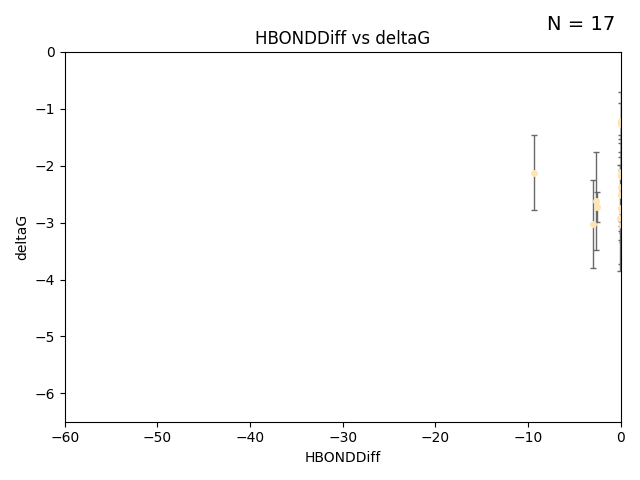 N = 17
HBONDDiff vs deltaG
0
−1
−2
−3
−4
−5
−6
deltaG
−60 −50 −40 −30 −20 −10 0
HBONDDiff